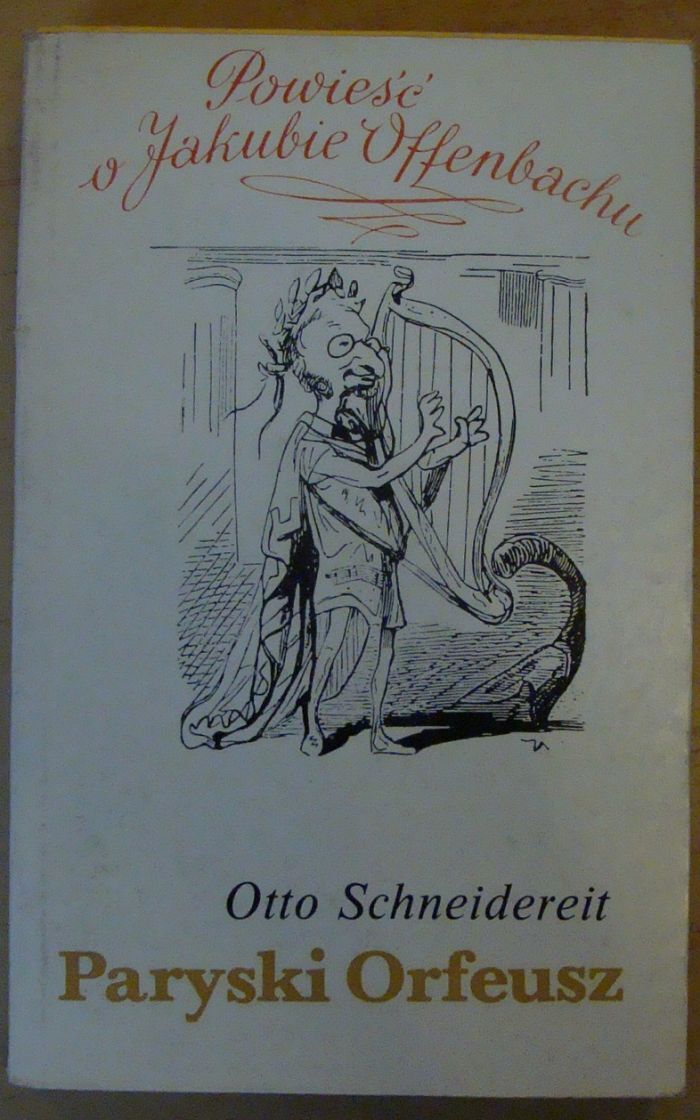 Powieść
o Jakubie Offenbachu
Otto Schneidereit
Paryski Orfeusz